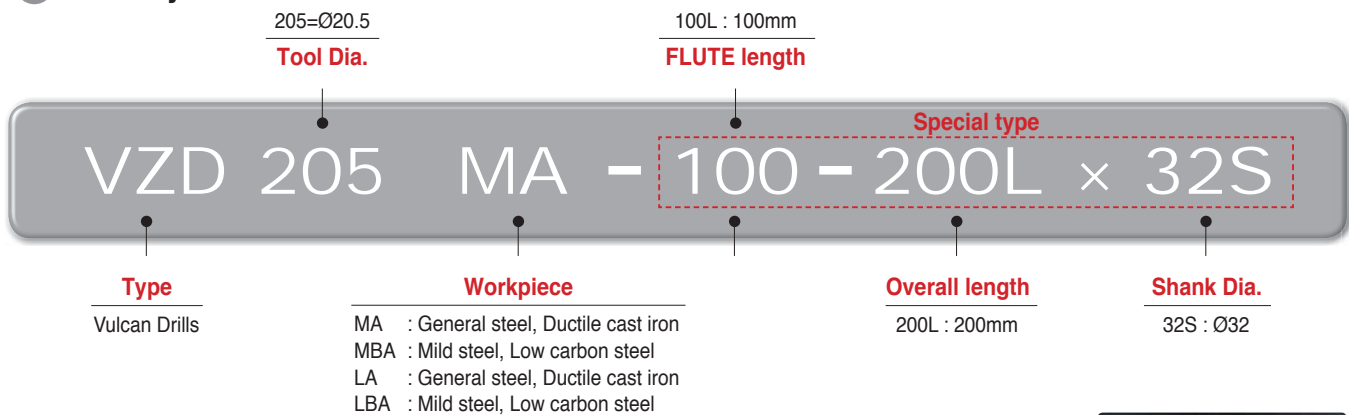 205=Ø20.5
Tool Dia.
100L : 100mm
FLUTE length
Special type
VZD 205 MA - 100 - 200L × 32S
Type
Vulcan Drills
Workpiece
MA : General steel, Ductile cast iron
MBA : Mild steel, Low carbon steel
LA : General steel, Ductile cast iron
LBA : Mild steel, Low carbon steel
Overall length
200L : 200mm
Shank Dia.
32S : Ø32